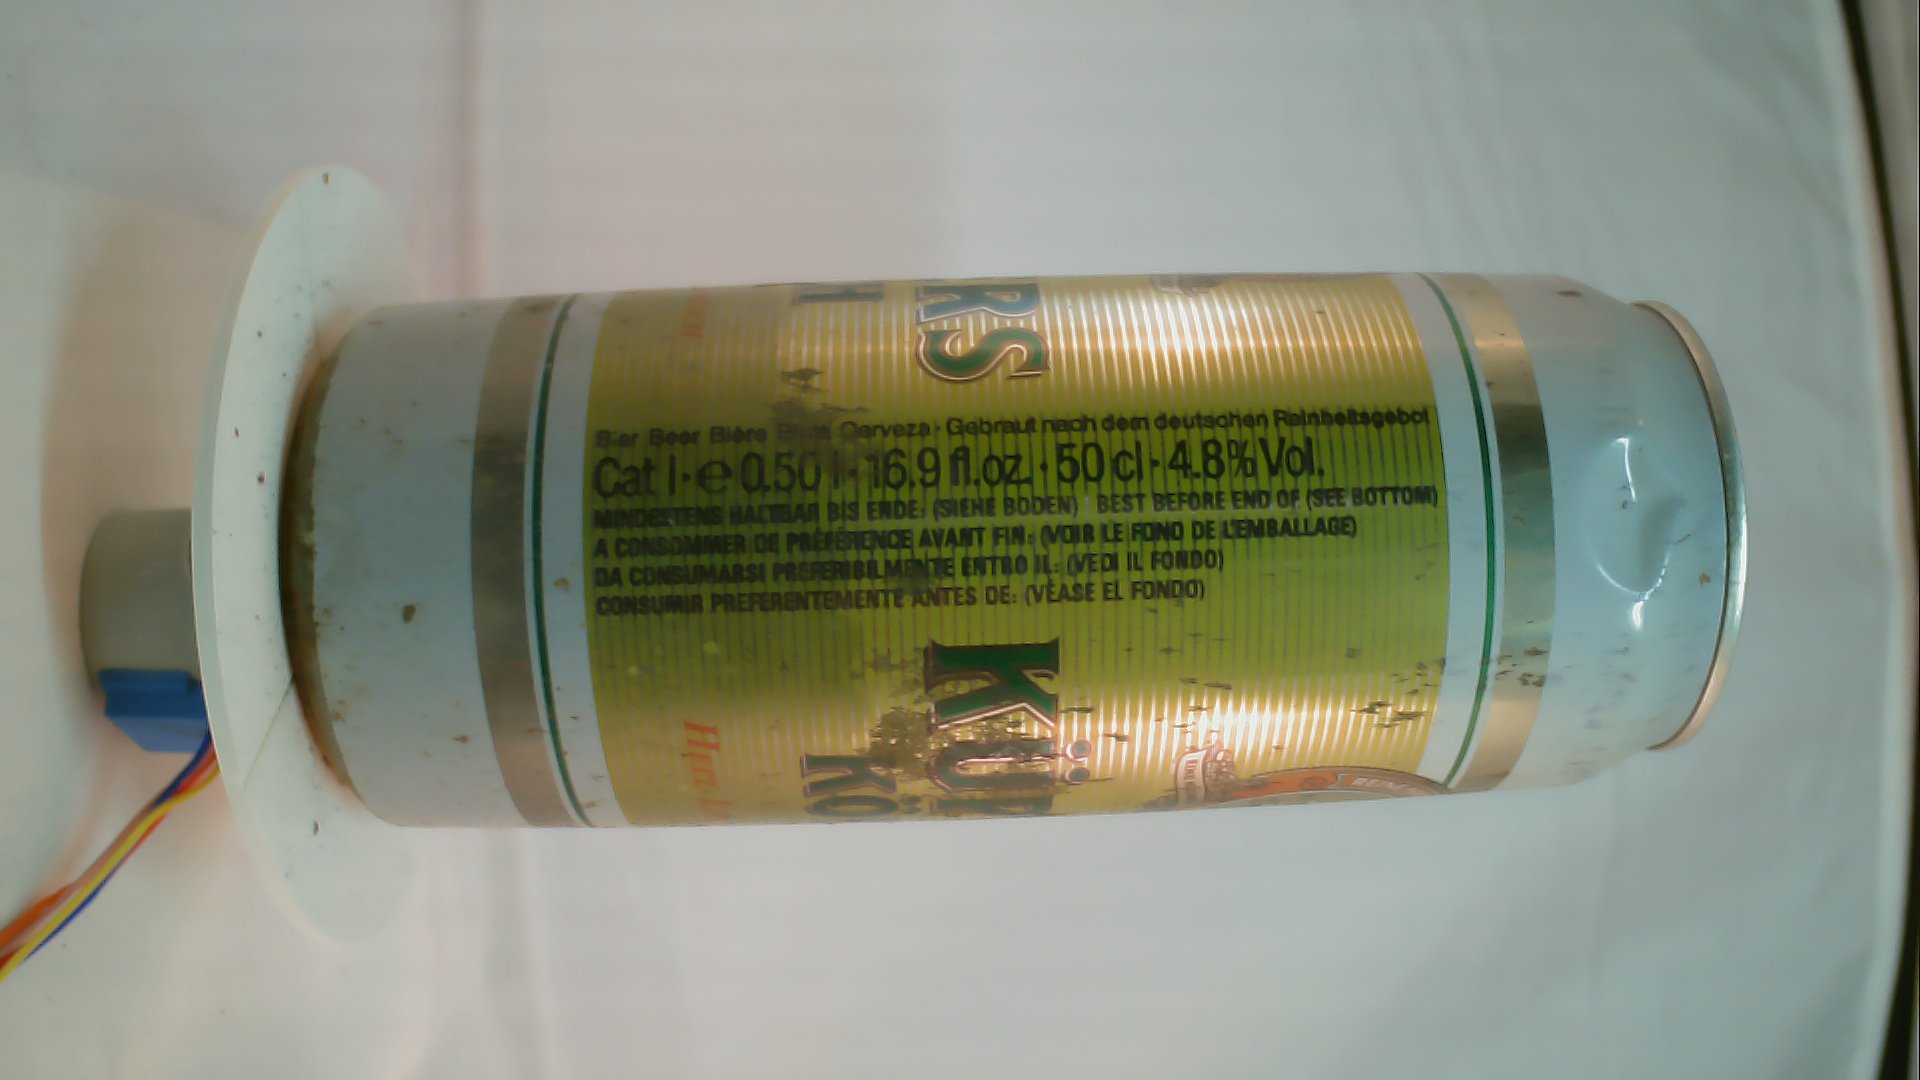 RS
Bier Beer Bière Birra Cerveza · Gebraut nach dem deutschen Reinheitsgebot
Cat I · e 0.50 l · 16.9 fl.oz. · 50 cl · 4.8% Vol.
MINDESTENS HALTBAR BIS ENDE: (SIEHE BODEN) BEST BEFORE END OF (SEE BOTTOM)
A CONSOMMER DE PRÉFÉRENCE AVANT FIN: (VOIR LE FOND DE L'EMBALLAGE)
DA CONSUMARSI PREFERIBILMENTE ENTRO IL: (VEDI IL FONDO)
CONSUMIR PREFERENTEMENTE ANTES DE: (VÉASE EL FONDO)
KÜP
KÖ